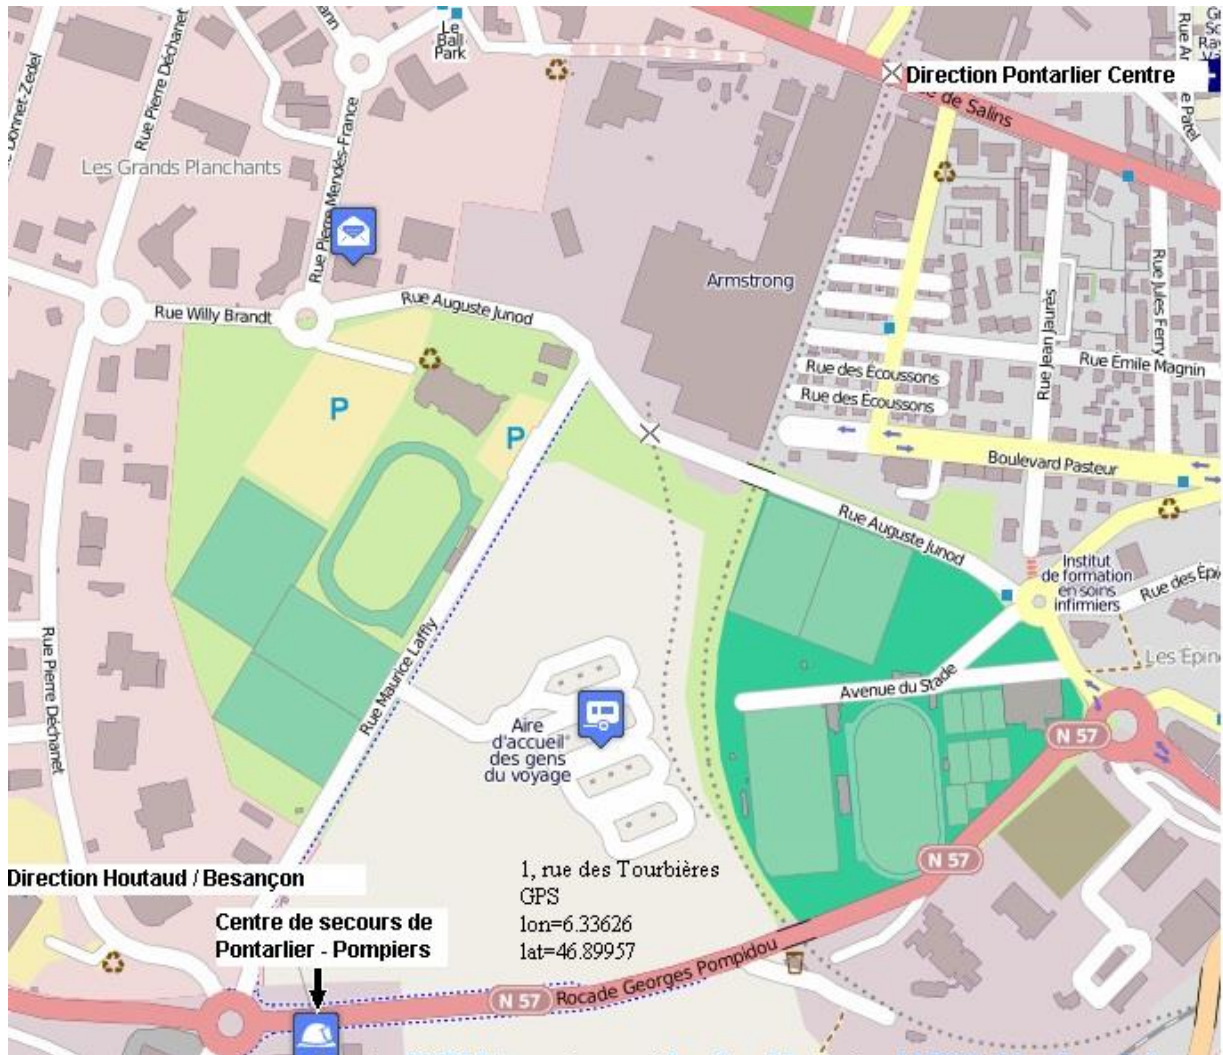 Le
Ball
Park
Rue Pierre Déchanet
Direction Pontarlier Centre
de Salins
Les Grands Planchants
Rue Pierre Mendès-France
Armstrong
Rue Willy Brandt
Rue Auguste Junod
Rue Jean Jaurès
Rue Jules Ferry
Rue Émile Magnin
Rue des Écoussons
Rue des Écoussons
P
P
Boulevard Pasteur
Rue Auguste Junod
Institut
de formation
en soins
infirmiers
Rue des Épi
Les Épin
Rue Maurice Laffly
Rue Pierre Déchanet
Avenue du Stade
Aire
d'accueil
des gens
du voyage
N 57
N 57
Direction Houtaud / Besançon
1, rue des Tourbières
GPS
lon=6.33626
lat=46.89957
Centre de secours de
Pontarlier - Pompiers
N 57
Rocade Georges Pompidou